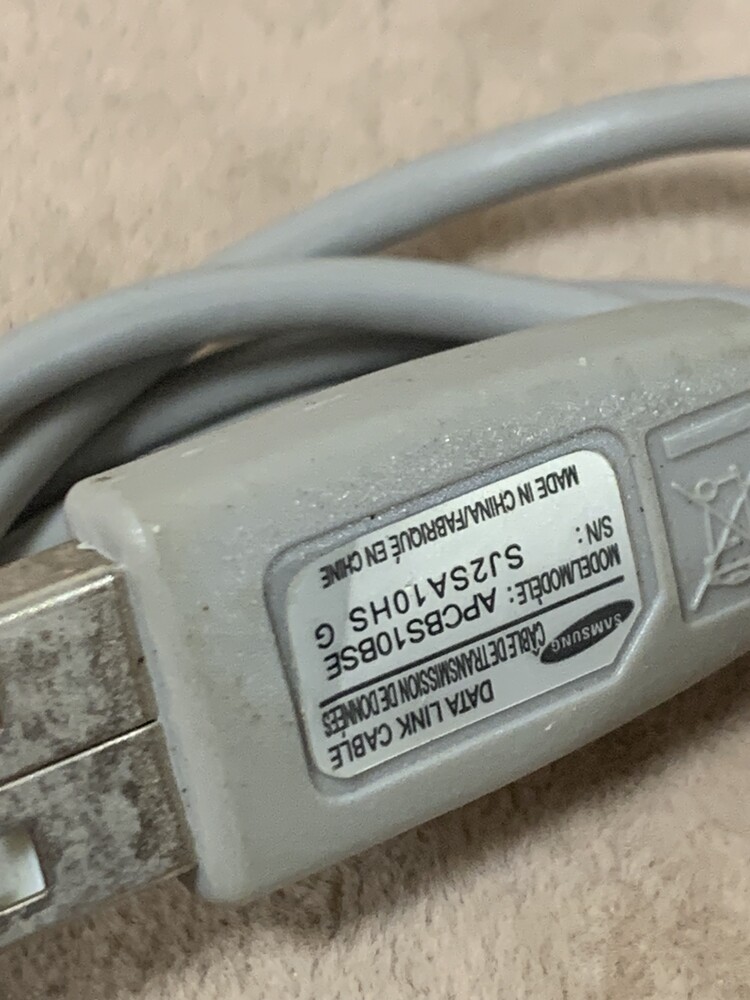 SAMSUNG
DATA LINK CABLE
CÂBLE DE TRANSMISSION DE DONNÉES
MODEL/MODÈLE : APCBS10BSE
S/N : SJ2SA10HS G
MADE IN CHINA/FABRIQUÉ EN CHINE